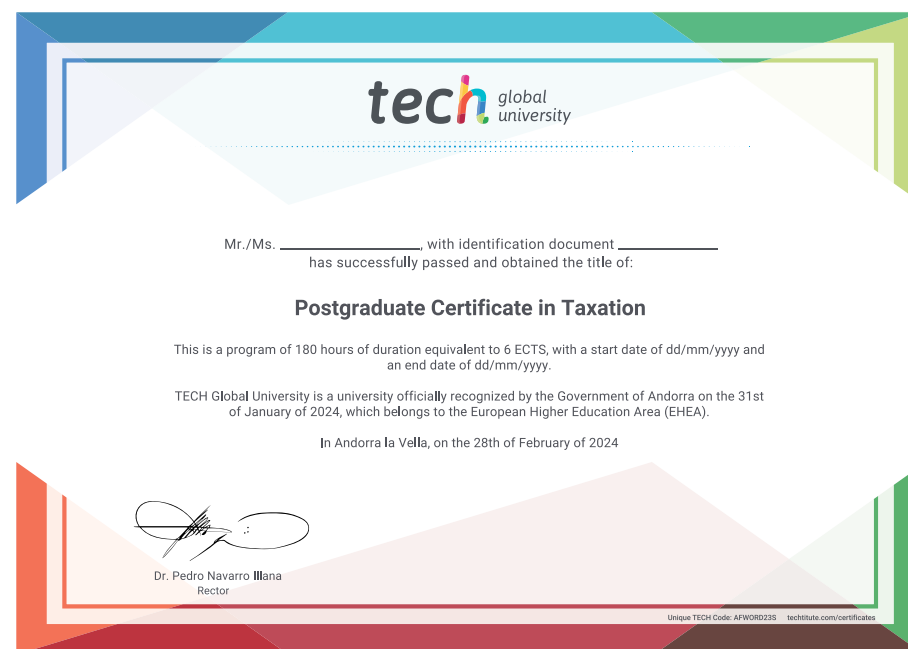 tech global university
Mr./Ms. ____________, with identification document ____________
has successfully passed and obtained the title of:
Postgraduate Certificate in Taxation
This is a program of 180 hours of duration equivalent to 6 ECTS, with a start date of dd/mm/yyyy and
an end date of dd/mm/yyyy.
TECH Global University is a university officially recognized by the Government of Andorra on the 31st
of January of 2024, which belongs to the European Higher Education Area (EHEA).
In Andorra la Vella, on the 28th of February of 2024
Dr. Pedro Navarro Illana
Rector
Unique TECH Code: AFWORD23S techtitute.com/certificates